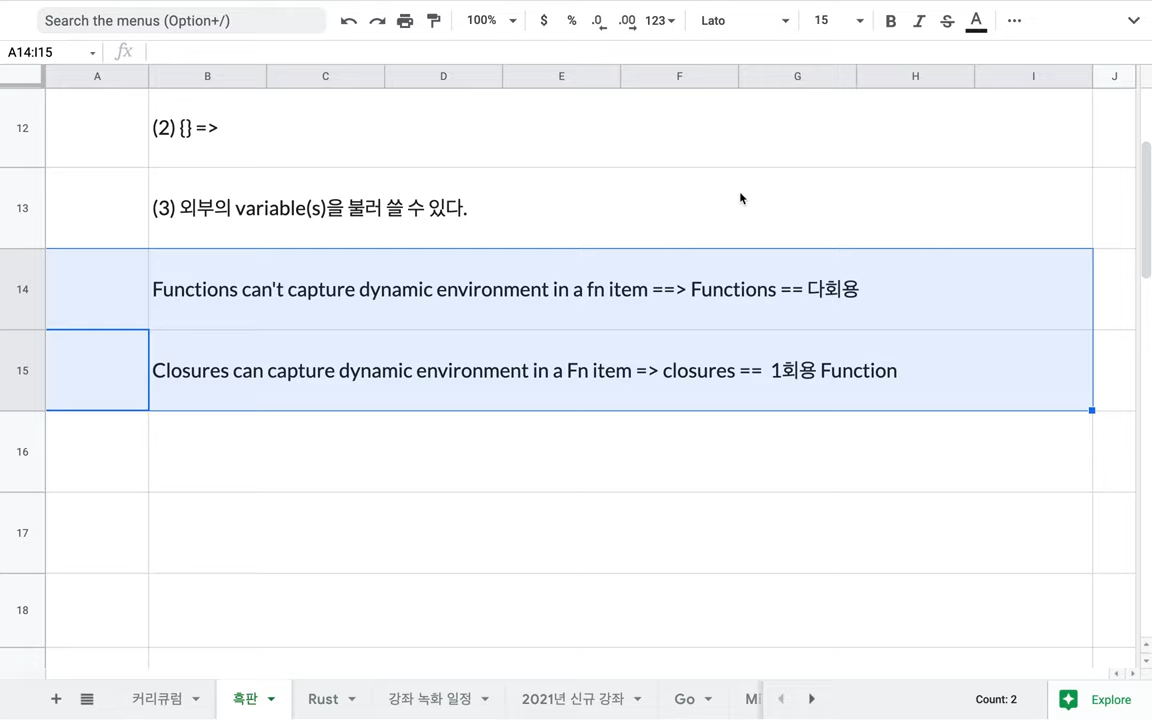 Search the menus (Option+/)
100%
$ % .0 .00 123
Lato
15
B I S A
A14:I15
fx
A B C D E F G H I J
12
(2) {} =>
13
(3) 외부의 variable(s)을 불러 쓸 수 있다.
14
Functions can't capture dynamic environment in a fn item ==> Functions == 다회용
15
Closures can capture dynamic environment in a Fn item => closures == 1회용 Function
16
17
18
커리큐럼 흑판 Rust 강좌 녹화 일정 2021년 신규 강좌 Go
Count: 2
Explore